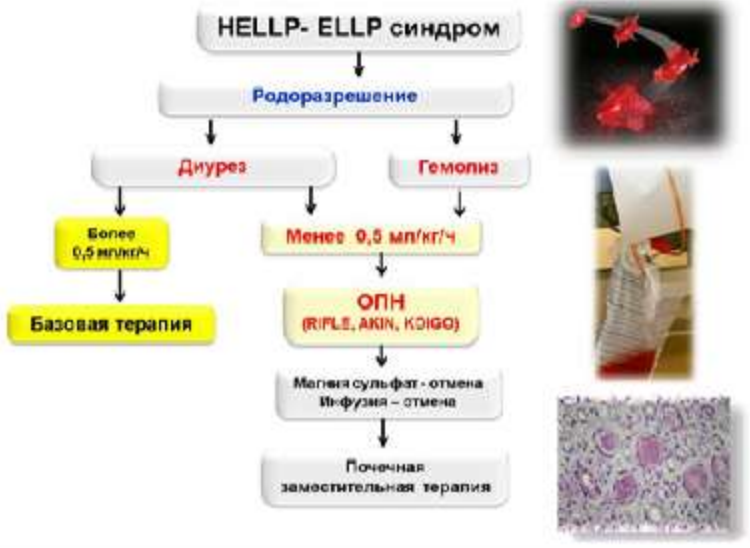 HELLP- ELLP синдром
Родоразрешение
Диурез
Гемолиз
Более
0,5 мл/кг/ч
Менее 0,5 мл/кг/ч
Базовая терапия
ОПН
(RIFLE, AKIN, KDIGO)
Магния сульфат - отмена
Инфузия – отмена
Почечная
заместительная терапия